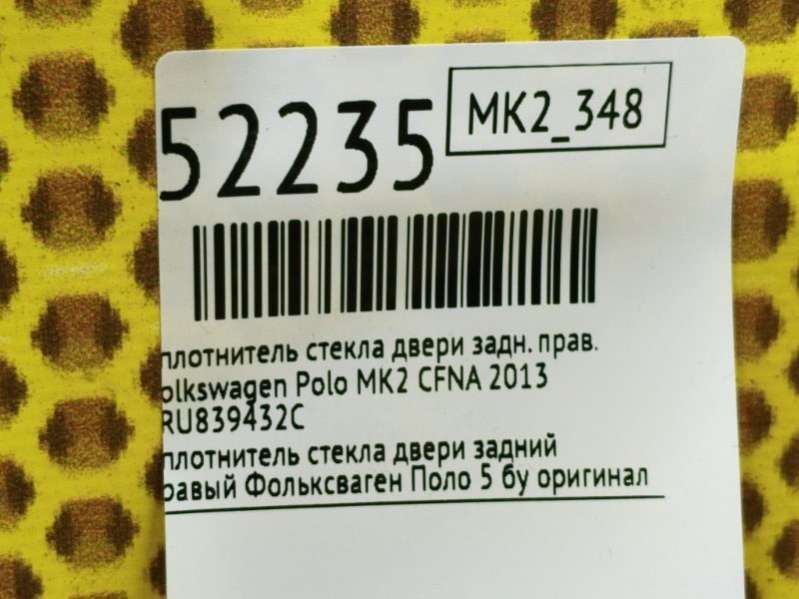 52235
MK2_348
плотнитель стекла двери задн. прав.
olkswagen Polo MK2 CFNA 2013
RU839432C
плотнитель стекла двери задний
равый Фольксваген Поло 5 бу оригинал